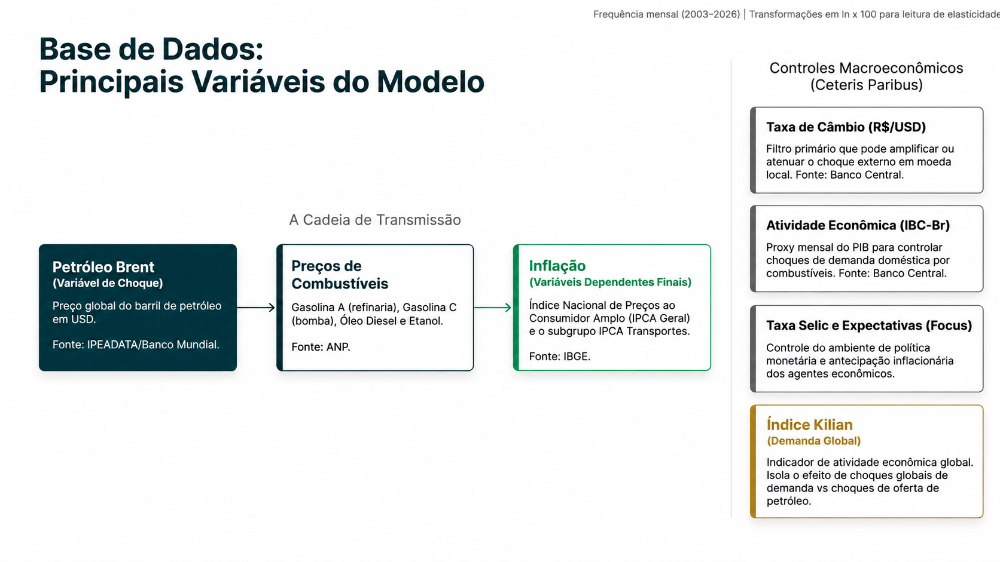 Frequência mensal (2003–2026) | Transformações em ln x 100 para leitura de elasticidade
Base de Dados:
Principais Variáveis do Modelo
A Cadeia de Transmissão
Petróleo Brent
(Variável de Choque)
Preço global do barril de petróleo
em USD.
Fonte: IPEADATA/Banco Mundial.
Preços de
Combustíveis
Gasolina A (refinaria), Gasolina C
(bomba), Óleo Diesel e Etanol.
Fonte: ANP.
Inflação
(Variáveis Dependentes Finais)
Índice Nacional de Preços ao
Consumidor Amplo (IPCA Geral)
e o subgrupo IPCA Transportes.
Fonte: IBGE.
Controles Macroeconômicos
(Ceteris Paribus)
Taxa de Câmbio (R$/USD)
Filtro primário que pode amplificar ou
atenuar o choque externo em moeda
local. Fonte: Banco Central.
Atividade Econômica (IBC-Br)
Proxy mensal do PIB para controlar
choques de demanda doméstica por
combustíveis. Fonte: Banco Central.
Taxa Selic e Expectativas (Focus)
Controle do ambiente de política
monetária e antecipação inflacionária
dos agentes econômicos.
Índice Kilian
(Demanda Global)
Indicador de atividade econômica global.
Isola o efeito de choques globais de
demanda vs choques de oferta de
petróleo.